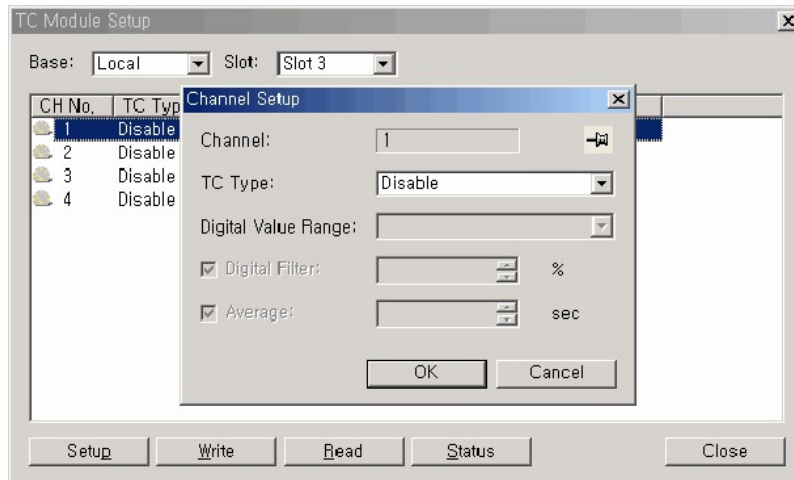 TC Module Setup
Base: Local Slot: Slot 3
CH No. TC Typ
1 Disable
2 Disable
3 Disable
4 Disable
Channel Setup
Channel: 1
TC Type: Disable
Digital Value Range:
Digital Filter: %
Average: sec
OK Cancel
Setup Write Read Status Close